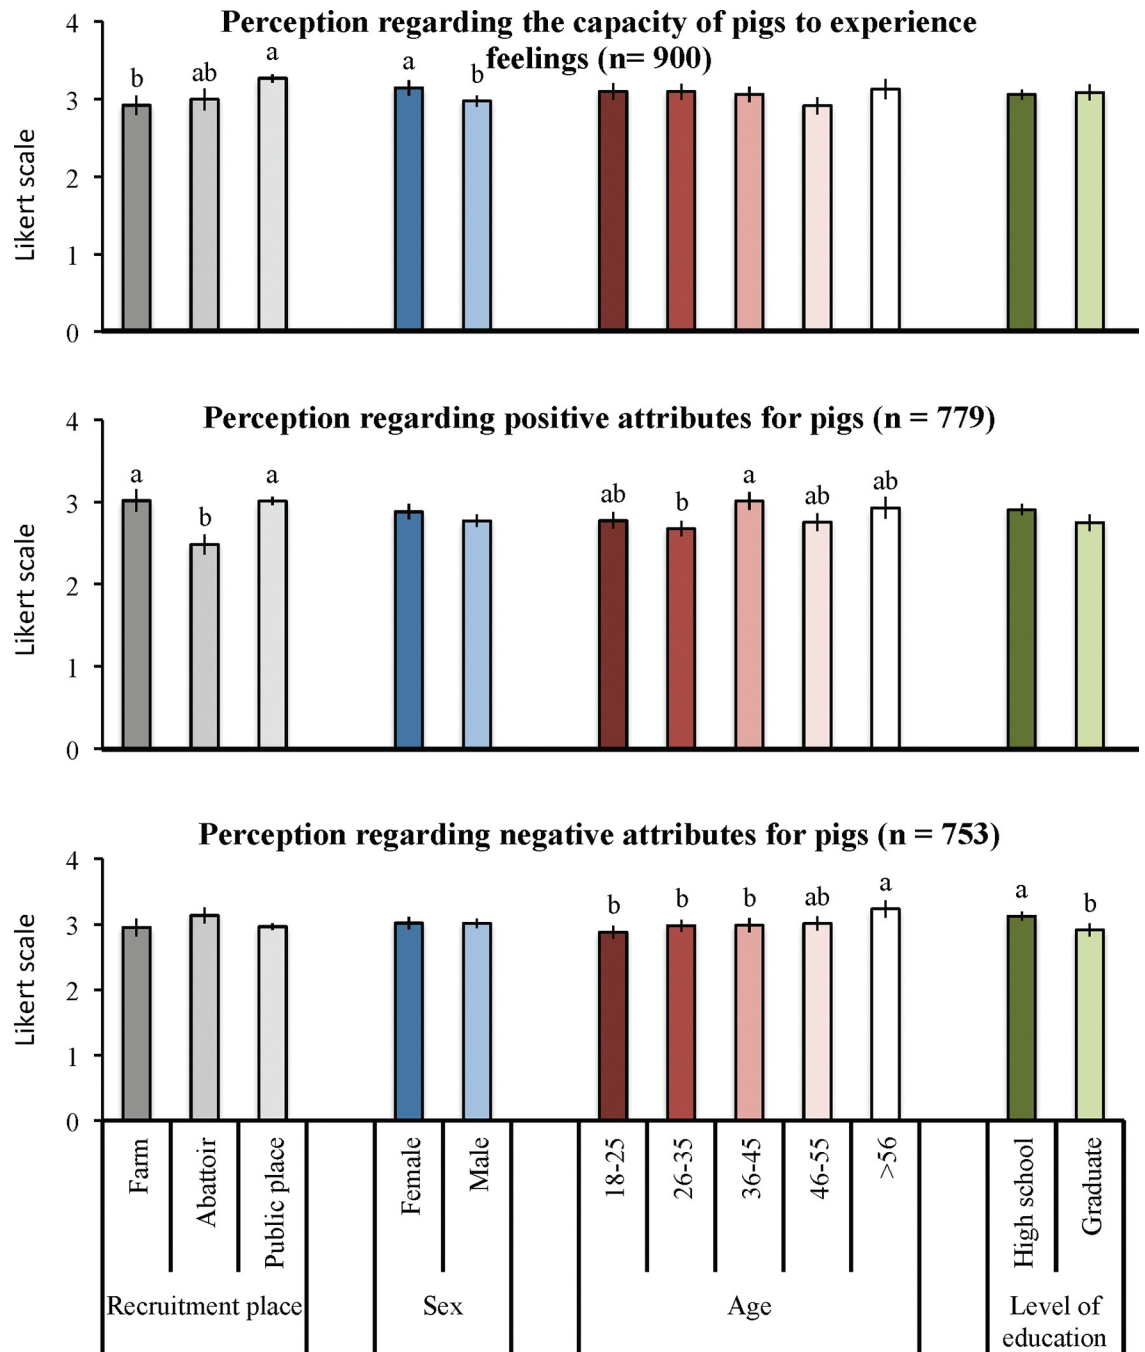 Perception regarding the capacity of pigs to experience
feelings (n= 900)
4
3
2
1
0
Likert scale
b
ab
a
a
b
Perception regarding positive attributes for pigs (n = 779)
4
3
2
1
0
Likert scale
a
b
a
ab
b
a
ab
ab
Perception regarding negative attributes for pigs (n = 753)
4
3
2
1
0
Likert scale
b
b
b
ab
a
a
b
Farm
Abattoir
Public place
Female
Male
18-25
26-35
36-45
46-55
>56
High school
Graduate
Recruitment place
Sex
Age
Level of
education